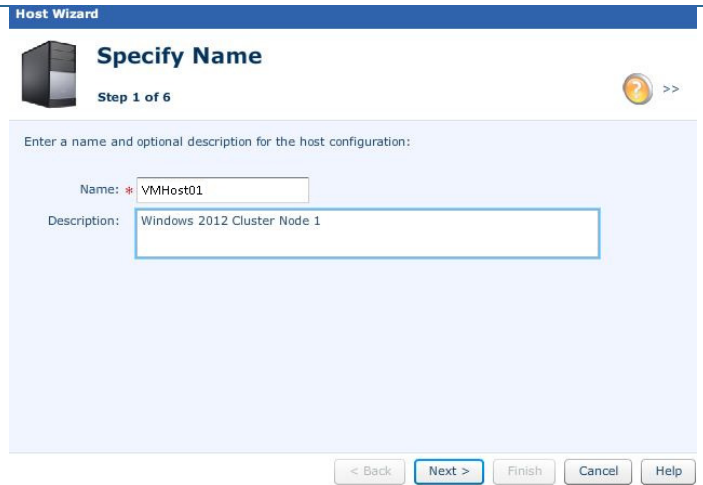 Host Wizard
Specify Name
Step 1 of 6
? >>
Enter a name and optional description for the host configuration:
Name: * VMHost01
Description: Windows 2012 Cluster Node 1
< Back Next > Finish Cancel Help